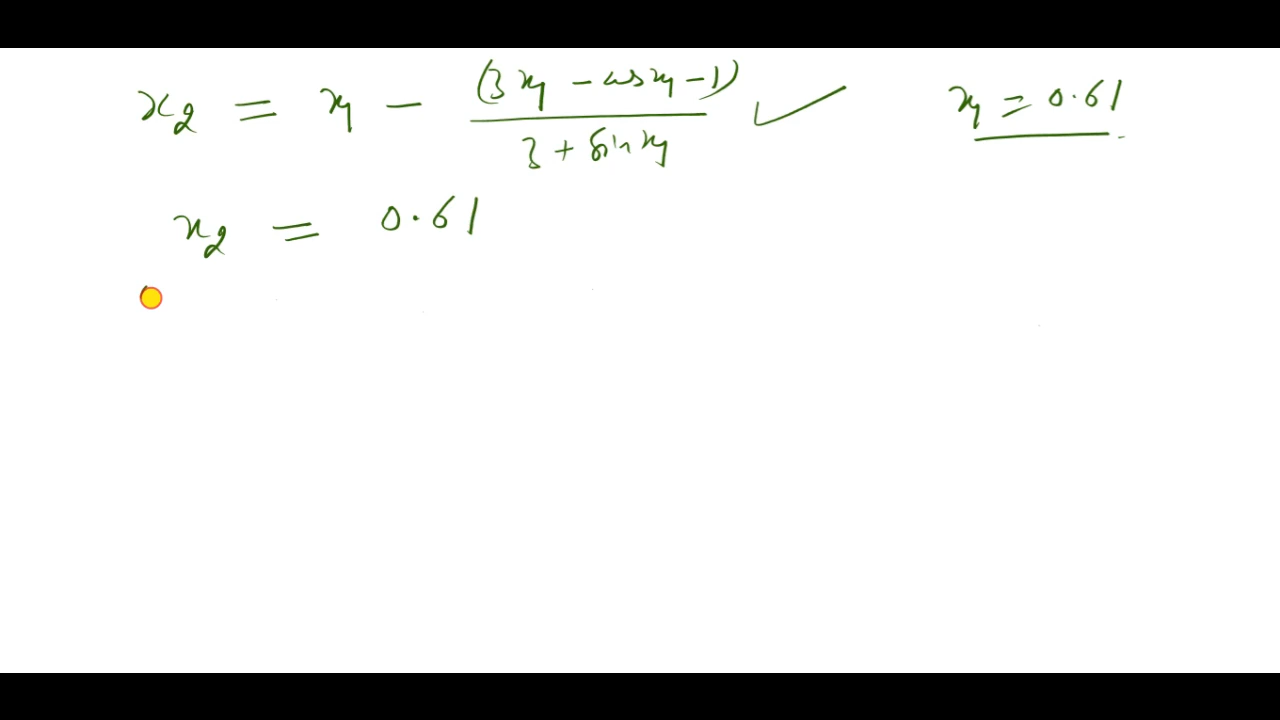 x₂ = x₁ - (3x₁ - cos x₁ - 1) / 3 + sin x₁ ✓ x₁ = 0.61
x₂ = 0.61